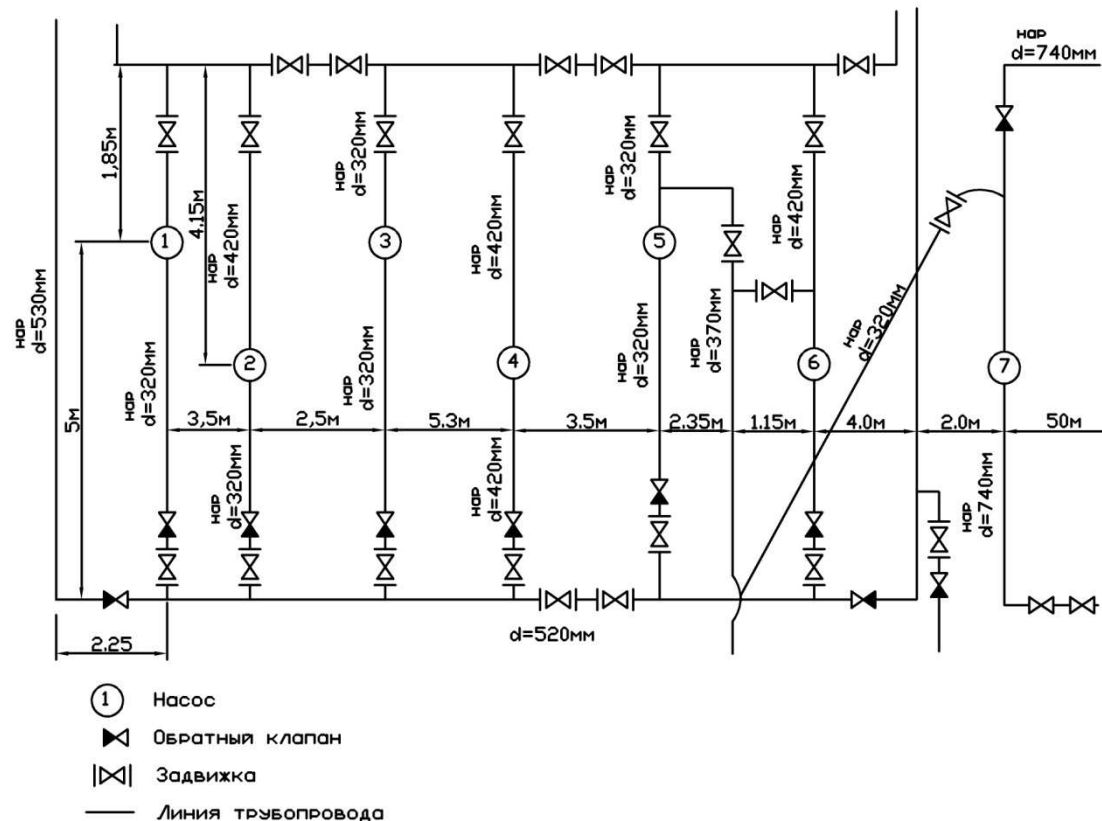 нар
d=740мм
1,85м
4.15м
нар
d=420мм
нар
d=320мм
нар
d=420мм
нар
d=320мм
нар
d=420мм
нар
d=320мм
нар
d=530мм
1
3
5
2
4
6
7
5м
нар
d=320мм
нар
d=320мм
нар
d=320мм
нар
d=370мм
3,5м
2,5м
5.3м
3.5м
2.35м
1.15м
4.0м
2.0м
50м
нар
d=320мм
нар
d=420мм
нар
d=740мм
d=520мм
2.25
1 Насос
Обратный клапан
Задвижка
Линия трубопровода